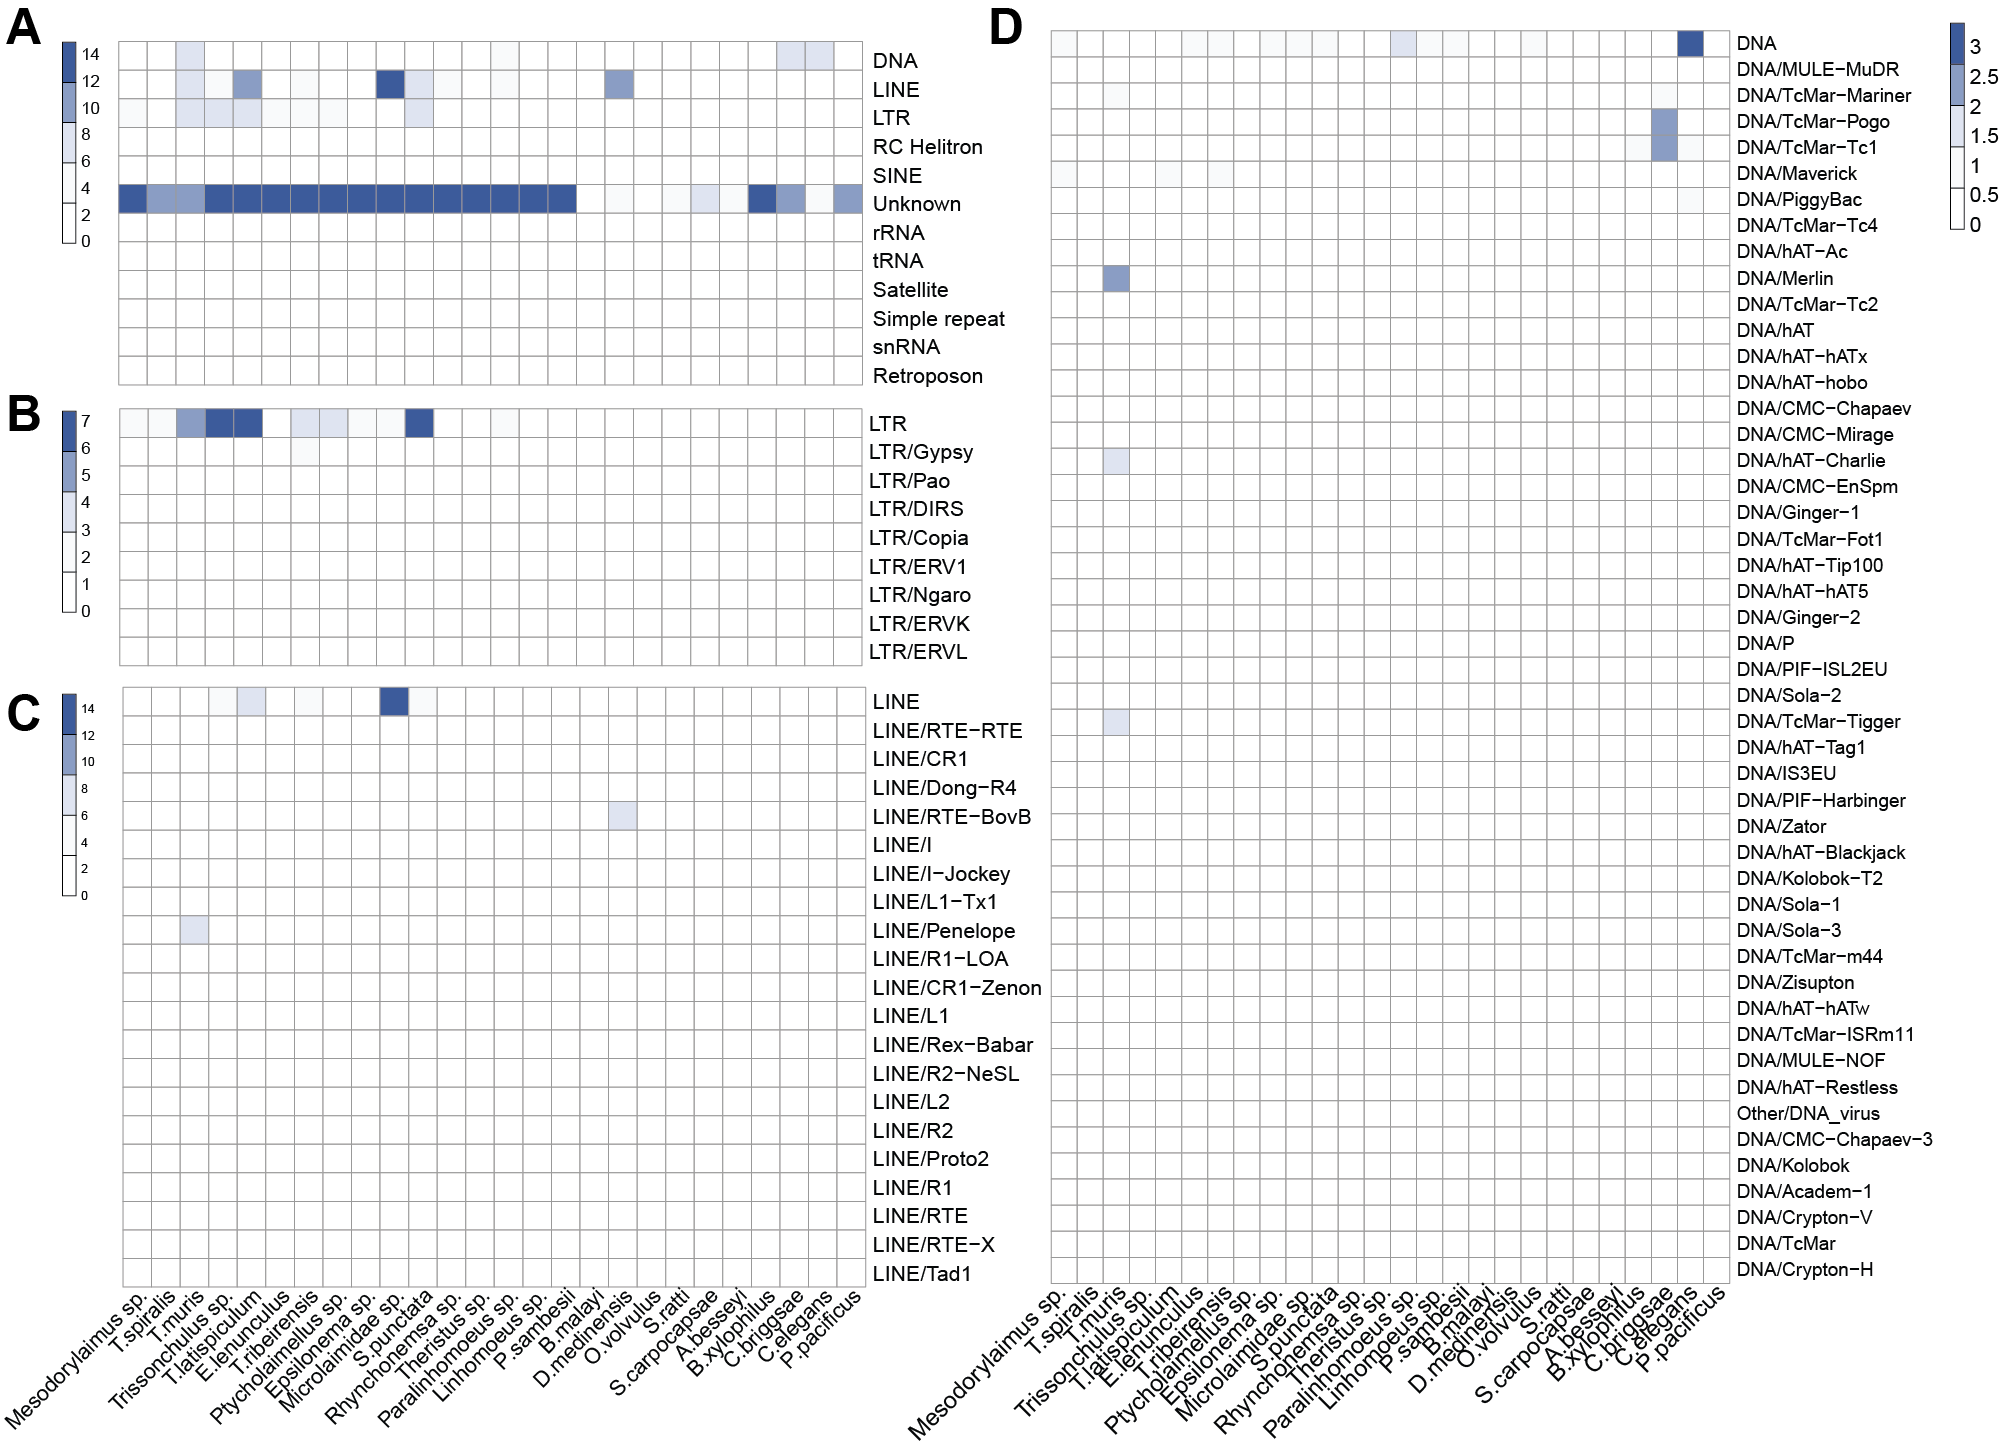 A
14
12
10
8
6
4
2
0
DNA
LINE
LTR
RC Helitron
SINE
Unknown
rRNA
tRNA
Satellite
Simple repeat
snRNA
Retroposon
B
7
6
5
4
3
2
1
0
LTR
LTR/Gypsy
LTR/Pao
LTR/DIRS
LTR/Copia
LTR/ERV1
LTR/Ngaro
LTR/ERVK
LTR/ERVL
C
14
12
10
8
6
4
2
0
LINE
LINE/RTE−RTE
LINE/CR1
LINE/Dong−R4
LINE/RTE−BovB
LINE/I
LINE/I−Jockey
LINE/L1−Tx1
LINE/Penelope
LINE/R1−LOA
LINE/CR1−Zenon
LINE/L1
LINE/Rex−Babar
LINE/R2−NeSL
LINE/L2
LINE/R2
LINE/Proto2
LINE/R1
LINE/RTE
LINE/RTE−X
LINE/Tad1
Mesodorylaimus sp.
T.spiralis
T.muris
Trissonchulus sp.
T.latispiculum
E.lenunculus
T.ribeirensis
Ptycholaimellus sp.
Epsilonema sp.
Microlaimidae sp.
S.punctata
Rhynchonemsa sp.
Theristus sp.
Paralinhomoeus sp.
Linhomoeus sp.
P.sambesii
B.malayi
D.medinensis
O.volvulus
S.ratti
S.carpocapsae
A.besseyi
B.xylophilus
C.briggsae
C.elegans
P.pacificus
D
3
2.5
2
1.5
1
0.5
0
DNA
DNA/MULE−MuDR
DNA/TcMar−Mariner
DNA/TcMar−Pogo
DNA/TcMar−Tc1
DNA/Maverick
DNA/PiggyBac
DNA/TcMar−Tc4
DNA/hAT−Ac
DNA/Merlin
DNA/TcMar−Tc2
DNA/hAT
DNA/hAT−hATx
DNA/hAT−hobo
DNA/CMC−Chapaev
DNA/CMC−Mirage
DNA/hAT−Charlie
DNA/CMC−EnSpm
DNA/Ginger−1
DNA/TcMar−Fot1
DNA/hAT−Tip100
DNA/hAT−hAT5
DNA/Ginger−2
DNA/P
DNA/PIF−ISL2EU
DNA/Sola−2
DNA/TcMar−Tigger
DNA/hAT−Tag1
DNA/IS3EU
DNA/PIF−Harbinger
DNA/Zator
DNA/hAT−Blackjack
DNA/Kolobok−T2
DNA/Sola−1
DNA/Sola−3
DNA/TcMar−m44
DNA/Zisupton
DNA/hAT−hATw
DNA/TcMar−ISRm11
DNA/MULE−NOF
DNA/hAT−Restless
Other/DNA_virus
DNA/CMC−Chapaev−3
DNA/Kolobok
DNA/Academ−1
DNA/Crypton−V
DNA/TcMar
DNA/Crypton−H
Mesodorylaimus sp.
T.spiralis
T.muris
Trissonchulus sp.
T.latispiculum
E.lenunculus
T.ribeirensis
Ptycholaimellus sp.
Epsilonema sp.
Microlaimidae sp.
S.punctata
Rhynchonemsa sp.
Theristus sp.
Paralinhomoeus sp.
Linhomoeus sp.
P.sambesii
B.malayi
D.medinensis
O.volvulus
S.ratti
S.carpocapsae
A.besseyi
B.xylophilus
C.briggsae
C.elegans
P.pacificus